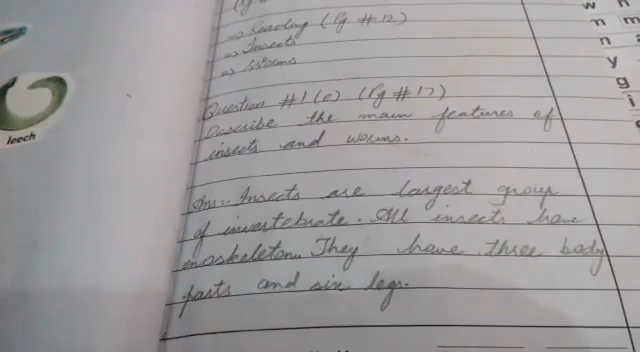 => Reading (Pg # 12)
=> Insects
=> Worms
Question #1(c) (Pg #17)
Describe the main features of
insects and worms.
Ans:- Insects are largest group
of invertebrate. All insects have
exoskeleton. They have three body
parts and six legs.
leech
w
n
m
n
y
g
i